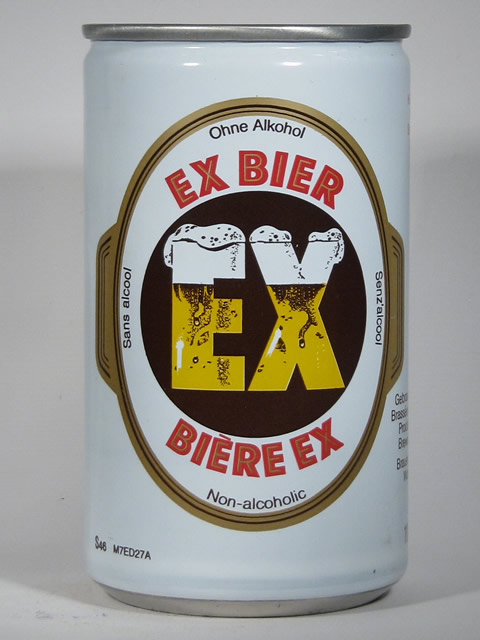 Ohne Alkohol
EX BIER
EX
Sans alcool
Senz'alcool
BIÈRE EX
Non-alcoholic
S46 M7ED27A